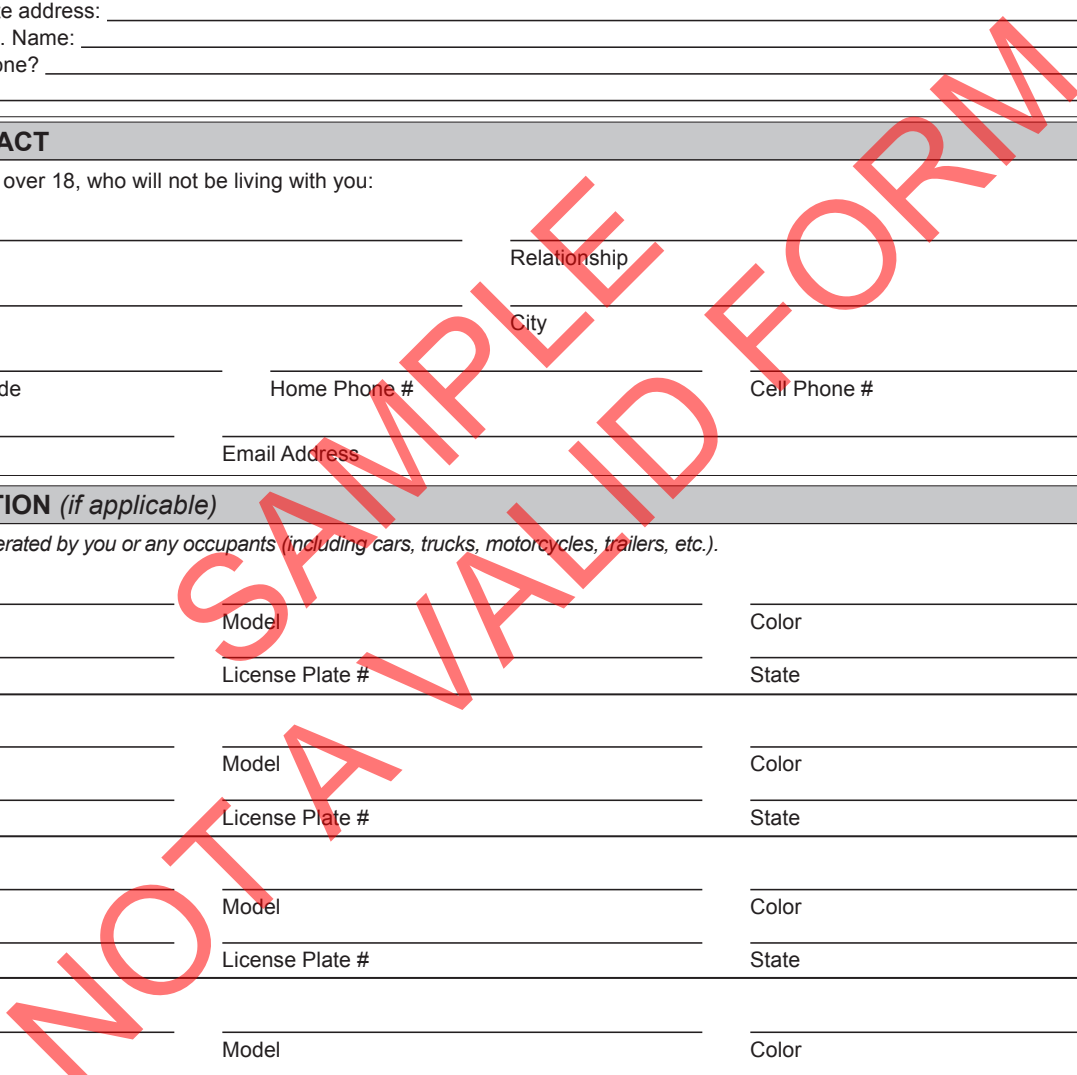 te address:
. Name:
one?
ACT
over 18, who will not be living with you:
Relationship
City
de Home Phone # Cell Phone #
Email Address
TION (if applicable)
erated by you or any occupants (including cars, trucks, motorcycles, trailers, etc.).
Model Color
License Plate # State
Model Color
License Plate # State
Model Color
License Plate # State
Model Color
SAMPLE
NOT A VALID FORM